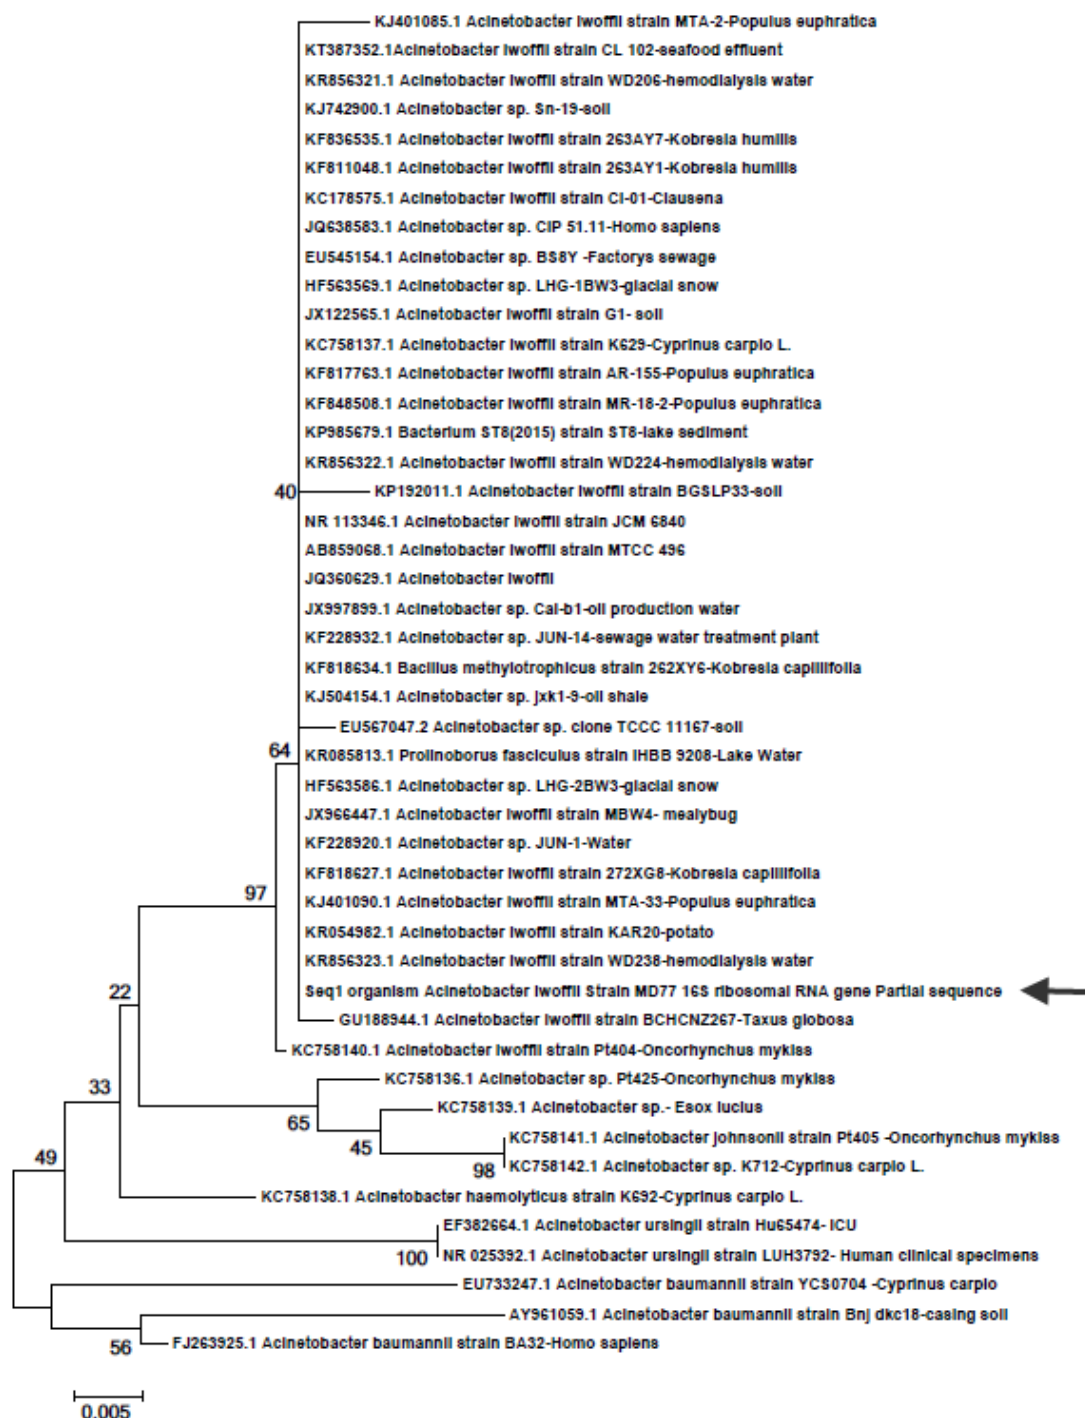 KJ401085.1 Acinetobacter lwoffii strain MTA-2-Populus euphratica
KT387352.1Acinetobacter lwoffii strain CL 102-seafood effluent
KR856321.1 Acinetobacter lwoffii strain WD206-hemodialysis water
KJ742900.1 Acinetobacter sp. Sn-19-soil
KF836535.1 Acinetobacter lwoffii strain 263AY7-Kobresia humilis
KF811048.1 Acinetobacter lwoffii strain 263AY1-Kobresia humilis
KC178575.1 Acinetobacter lwoffii strain CI-01-Clausena
JQ638583.1 Acinetobacter sp. CIP 51.11-Homo sapiens
EU545154.1 Acinetobacter sp. BS8Y -Factorys sewage
HF563569.1 Acinetobacter sp. LHG-1BW3-glacial snow
JX122565.1 Acinetobacter lwoffii strain G1- soil
KC758137.1 Acinetobacter lwoffii strain K629-Cyprinus carpio L.
KF817763.1 Acinetobacter lwoffii strain AR-155-Populus euphratica
KF848508.1 Acinetobacter lwoffii strain MR-18-2-Populus euphratica
KP985679.1 Bacterium ST8(2015) strain ST8-lake sediment
KR856322.1 Acinetobacter lwoffii strain WD224-hemodialysis water
40 KP192011.1 Acinetobacter lwoffii strain BGSLP33-soil
NR 113346.1 Acinetobacter lwoffii strain JCM 6840
AB859068.1 Acinetobacter lwoffii strain MTCC 496
JQ360629.1 Acinetobacter lwoffii
JX997899.1 Acinetobacter sp. Cal-b1-oil production water
KF228932.1 Acinetobacter sp. JUN-14-sewage water treatment plant
KF818634.1 Bacillus methylotrophicus strain 262XY6-Kobresia capillifolia
KJ504154.1 Acinetobacter sp. jxk1-9-oil shale
EU567047.2 Acinetobacter sp. clone TCCC 11167-soil
64
KR085813.1 Prolinoborus fasciculus strain IHBB 9208-Lake Water
HF563586.1 Acinetobacter sp. LHG-2BW3-glacial snow
JX966447.1 Acinetobacter lwoffii strain MBW4- mealybug
KF228920.1 Acinetobacter sp. JUN-1-Water
KF818627.1 Acinetobacter lwoffii strain 272XG8-Kobresia capillifolia
97
KJ401090.1 Acinetobacter lwoffii strain MTA-33-Populus euphratica
KR054982.1 Acinetobacter lwoffii strain KAR20-potato
KR856323.1 Acinetobacter lwoffii strain WD238-hemodialysis water
22
Seq1 organism Acinetobacter lwoffii Strain MD77 16S ribosomal RNA gene Partial sequence
GU188944.1 Acinetobacter lwoffii strain BCHCNZ267-Taxus globosa
KC758140.1 Acinetobacter lwoffii strain Pt404-Oncorhynchus mykiss
KC758136.1 Acinetobacter sp. Pt425-Oncorhynchus mykiss
33
KC758139.1 Acinetobacter sp.- Esox lucius
65
KC758141.1 Acinetobacter johnsonii strain Pt405 -Oncorhynchus mykiss
45
49
KC758142.1 Acinetobacter sp. K712-Cyprinus carpio L.
98
KC758138.1 Acinetobacter haemolyticus strain K692-Cyprinus carpio L.
EF382664.1 Acinetobacter ursingii strain Hu65474- ICU
100 NR 025392.1 Acinetobacter ursingii strain LUH3792- Human clinical specimens
EU733247.1 Acinetobacter baumannii strain YCS0704 -Cyprinus carpio
AY961059.1 Acinetobacter baumannii strain Bnj dkc18-casing soil
56 FJ263925.1 Acinetobacter baumannii strain BA32-Homo sapiens
0.005